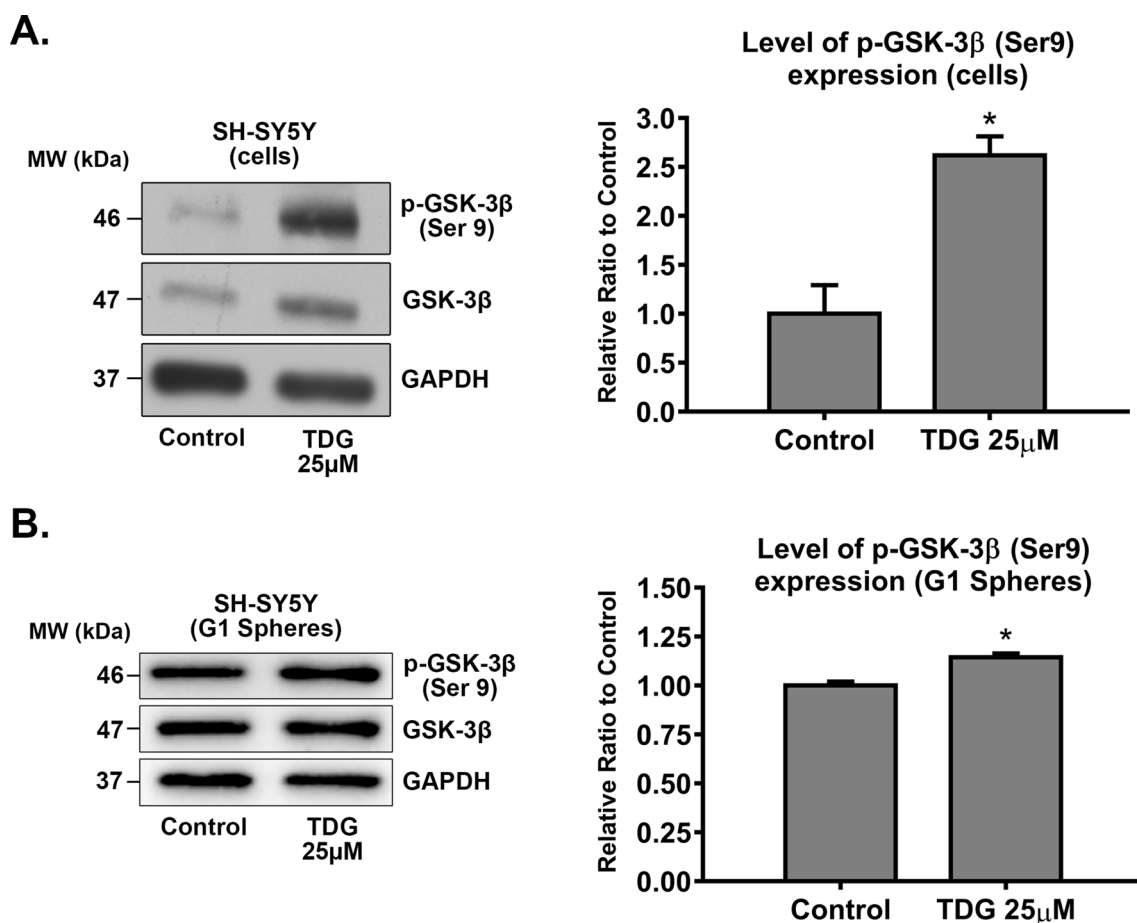 A.
SH-SY5Y
(cells)
MW (kDa)
46
p-GSK-3β
(Ser 9)
47
GSK-3β
37
GAPDH
Control
TDG
25µM
Level of p-GSK-3β (Ser9)
expression (cells)
Relative Ratio to Control
3.0
2.5
2.0
1.5
1.0
0.5
0.0
*
Control
TDG 25µM
B.
SH-SY5Y
(G1 Spheres)
MW (kDa)
46
p-GSK-3β
(Ser 9)
47
GSK-3β
37
GAPDH
Control
TDG
25µM
Level of p-GSK-3β (Ser9)
expression (G1 Spheres)
Relative Ratio to Control
1.50
1.25
1.00
0.75
0.50
0.25
0.00
*
Control
TDG 25µM